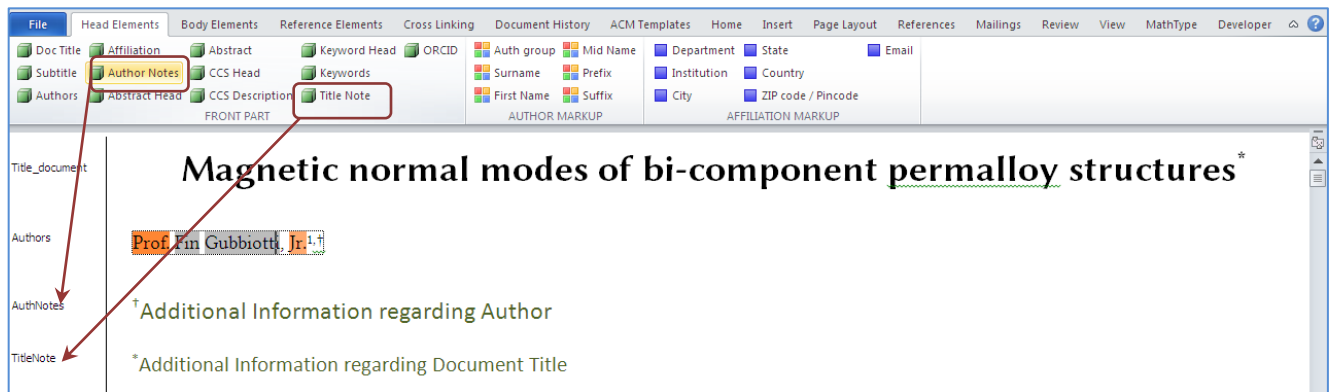 File Head Elements Body Elements Reference Elements Cross Linking Document History ACM Templates Home Insert Page Layout References Mailings Review View MathType Developer
Doc Title Affiliation Abstract Keyword Head ORCID Auth group Mid Name Department State Email
Subtitle Author Notes CCS Head Keywords Surname Prefix Institution Country
Authors Abstract Head CCS Description Title Note First Name Suffix City ZIP code / Pincode
FRONT PART AUTHOR MARKUP AFFILIATION MARKUP
Title_document Magnetic normal modes of bi-component permalloy structures*
Authors Prof. Fin Gubbiotti, Jr.1,†
AuthNotes †Additional Information regarding Author
TitleNote *Additional Information regarding Document Title